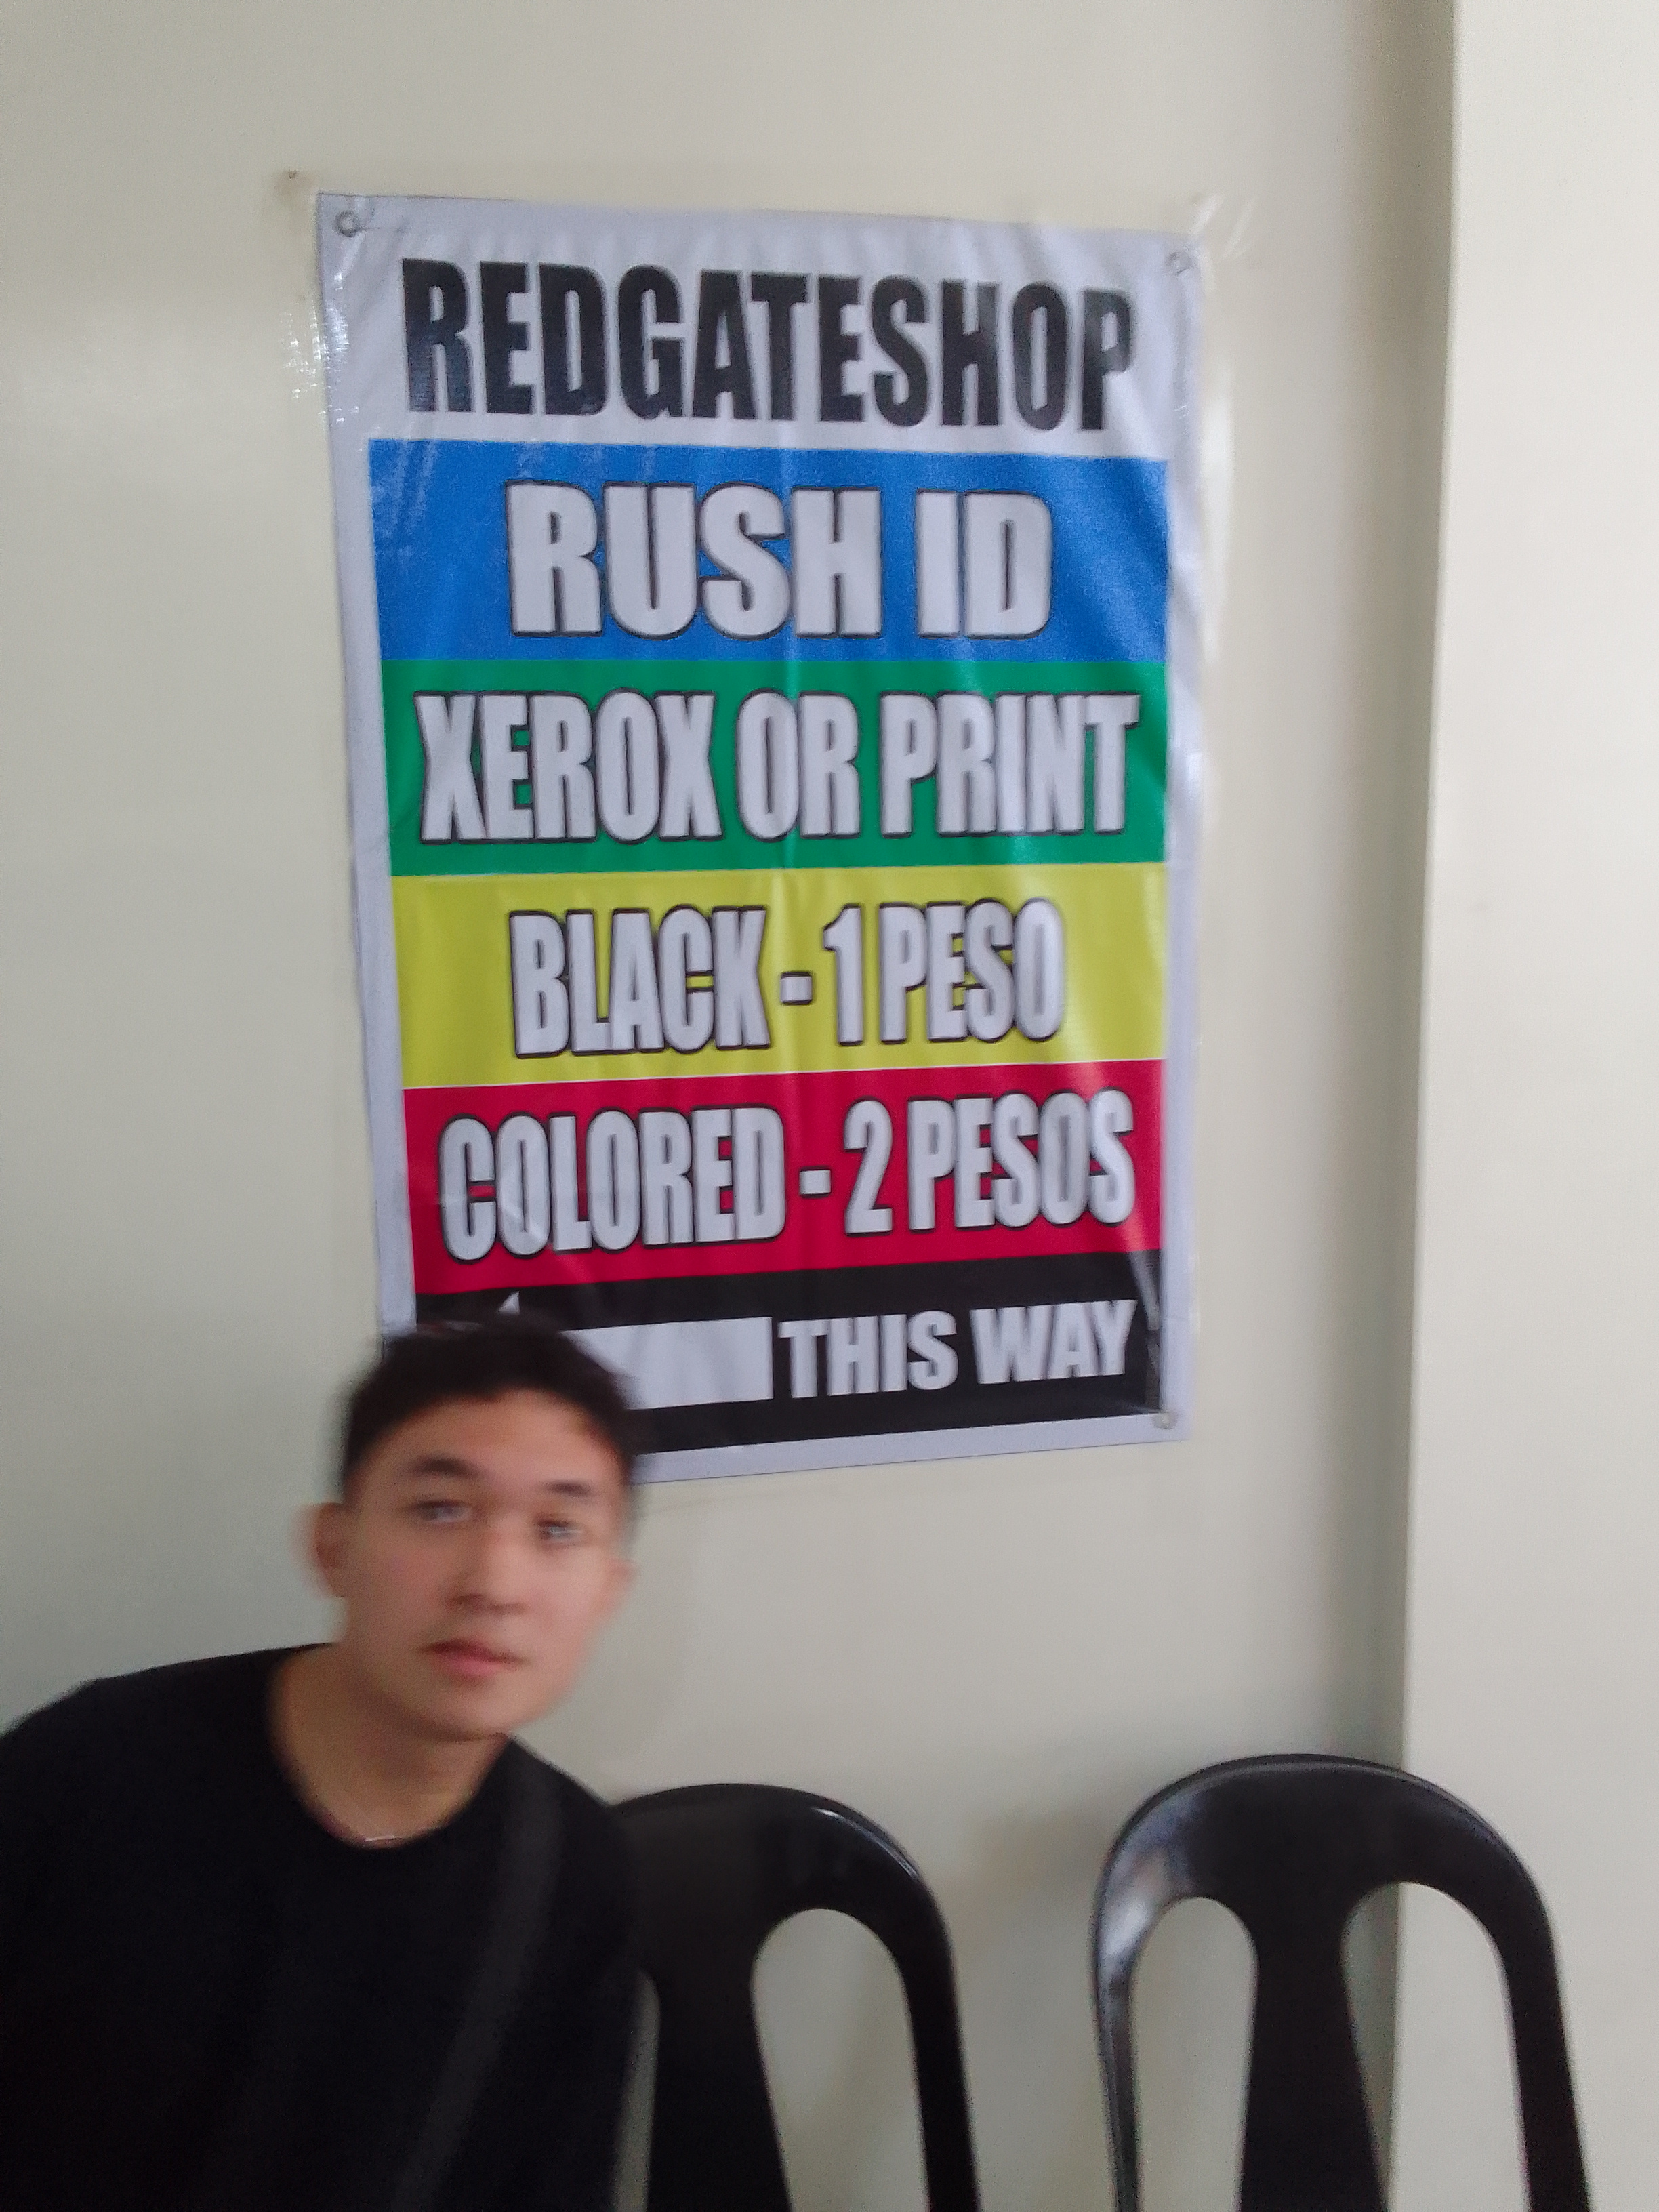 REDGATESHOP
RUSH ID
XEROX OR PRINT
BLACK - 1 PESO
COLORED - 2 PESOS
THIS WAY